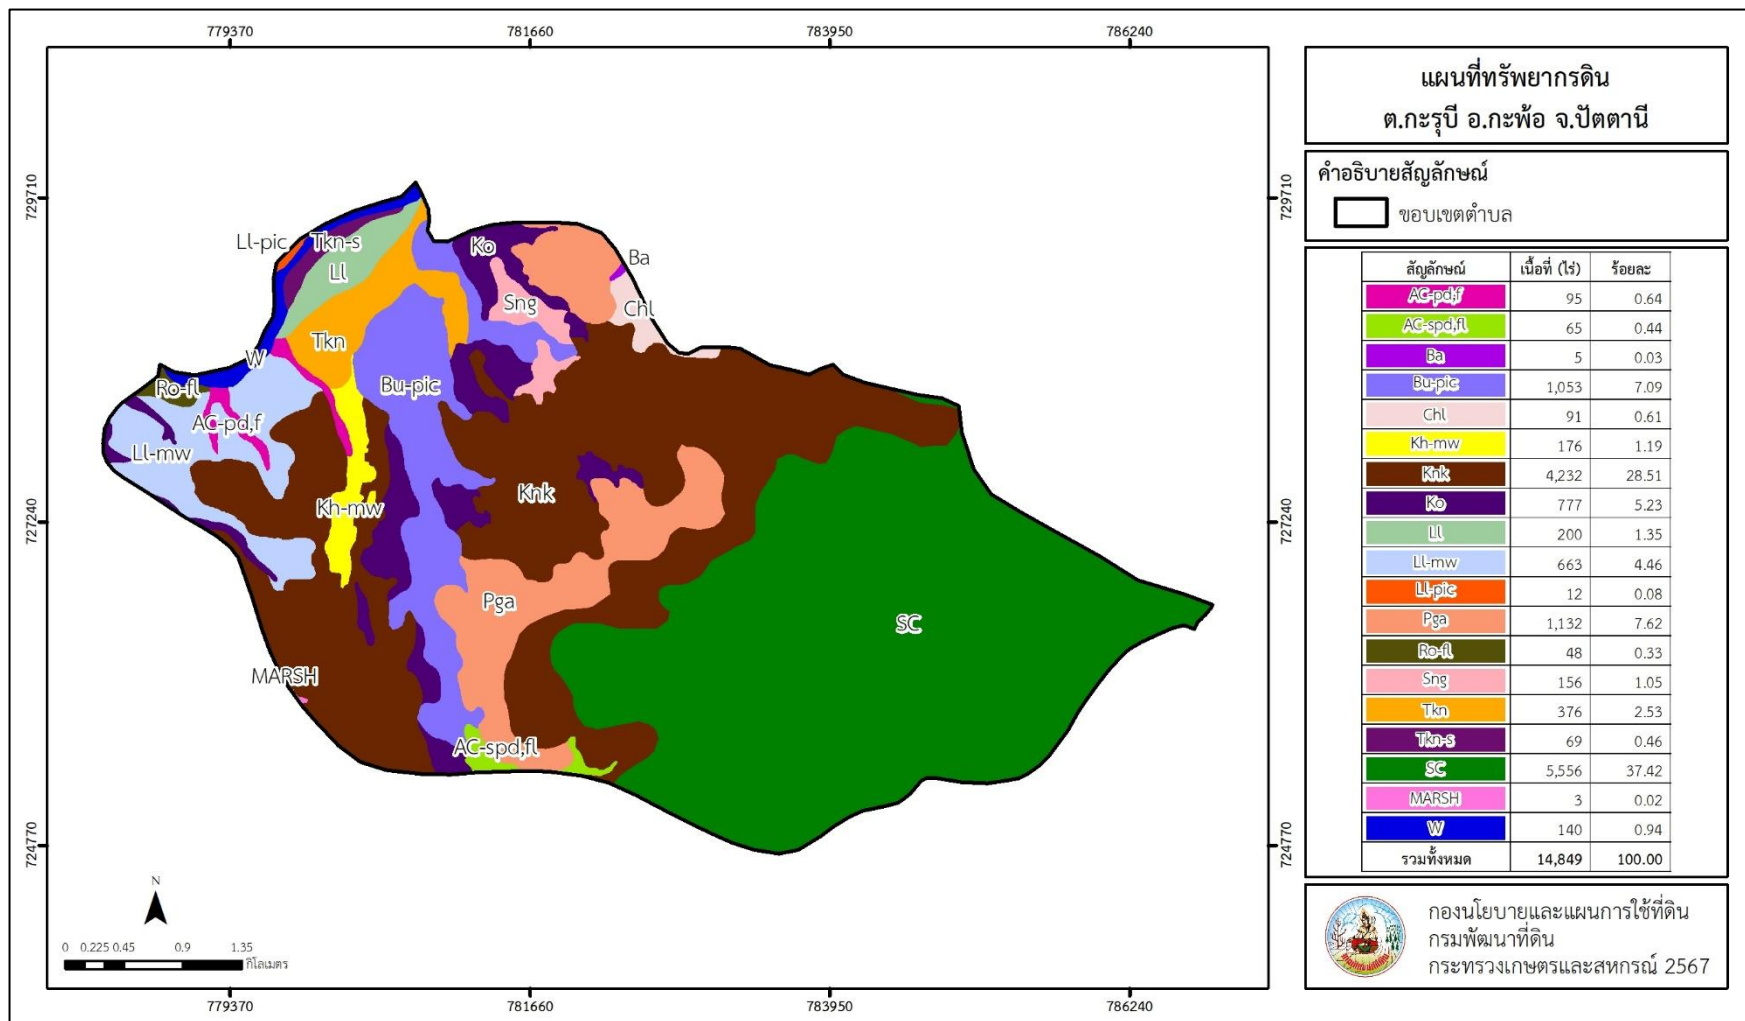 779370 781660 783950 786240
729710 727240 724770
Ll-pic
Tkn-s
Ll
Ko
Ba
Sng
Chl
Tkn
W
Ro-fl
Bu-pic
AC-pd,f
Ll-mw
Knk
Kh-mw
Pga
SC
MARSH
AC-spd,fl
N
0 0.225 0.45 0.9 1.35
กิโลเมตร
729710 727240 724770
779370 781660 783950 786240
แผนที่ทรัพยากรดิน
ต.กะรุบี อ.กะพ้อ จ.ปัตตานี
คำอธิบายสัญลักษณ์
ขอบเขตตำบล
สัญลักษณ์ เนื้อที่ (ไร่) ร้อยละ
AC-pd,f 95 0.64
AC-spd,fl 65 0.44
Ba 5 0.03
Bu-pic 1,053 7.09
Chl 91 0.61
Kh-mw 176 1.19
Knk 4,232 28.51
Ko 777 5.23
Ll 200 1.35
Ll-mw 663 4.46
Ll-pic 12 0.08
Pga 1,132 7.62
Ro-fl 48 0.33
Sng 156 1.05
Tkn 376 2.53
Tkn-s 69 0.46
SC 5,556 37.42
MARSH 3 0.02
W 140 0.94
รวมทั้งหมด 14,849 100.00
กองนโยบายและแผนการใช้ที่ดิน
กรมพัฒนาที่ดิน
กระทรวงเกษตรและสหกรณ์ 2567